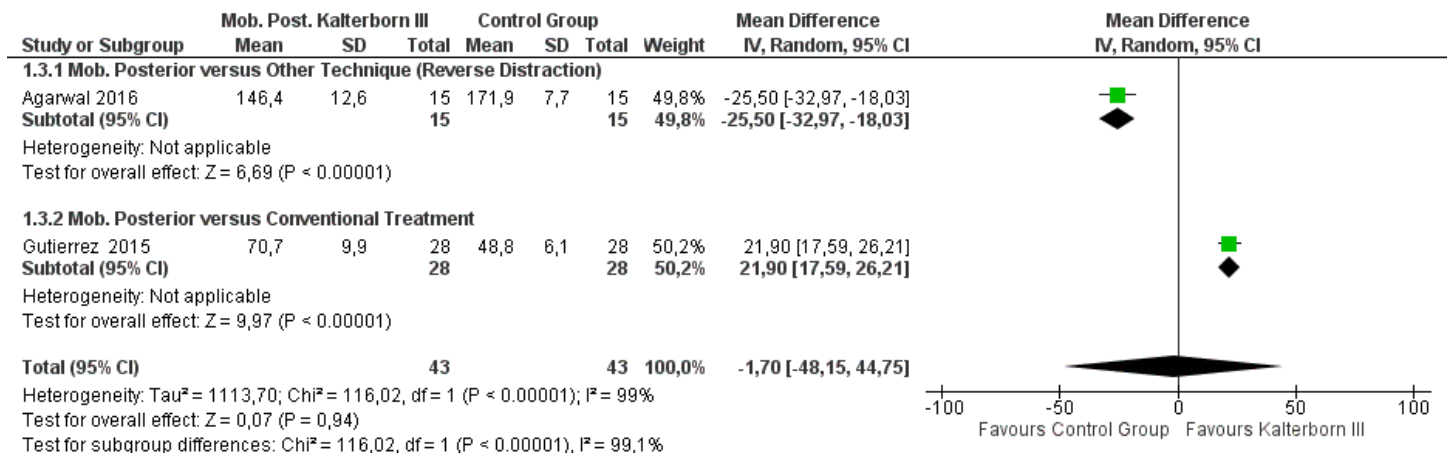 Mob. Post. Kalterborn III Control Group Mean Difference Mean Difference
Study or Subgroup Mean SD Total Mean SD Total Weight IV, Random, 95% CI IV, Random, 95% CI
1.3.1 Mob. Posterior versus Other Technique (Reverse Distraction)
Agarwal 2016 146,4 12,6 15 171,9 7,7 15 49,8% -25,50 [-32,97, -18,03]
Subtotal (95% CI) 15 15 49,8% -25,50 [-32,97, -18,03]
Heterogeneity: Not applicable
Test for overall effect: Z = 6,69 (P < 0.00001)
1.3.2 Mob. Posterior versus Conventional Treatment
Gutierrez 2015 70,7 9,9 28 48,8 6,1 28 50,2% 21,90 [17,59, 26,21]
Subtotal (95% CI) 28 28 50,2% 21,90 [17,59, 26,21]
Heterogeneity: Not applicable
Test for overall effect: Z = 9,97 (P < 0.00001)
Total (95% CI) 43 43 100,0% -1,70 [-48,15, 44,75]
Heterogeneity: Tau² = 1113,70; Chi² = 116,02, df = 1 (P < 0.00001); I² = 99%
Test for overall effect: Z = 0,07 (P = 0,94)
Test for subgroup differences: Chi² = 116,02, df = 1 (P < 0.00001), I² = 99,1%
-100 -50 0 50 100
Favours Control Group Favours Kalterborn III